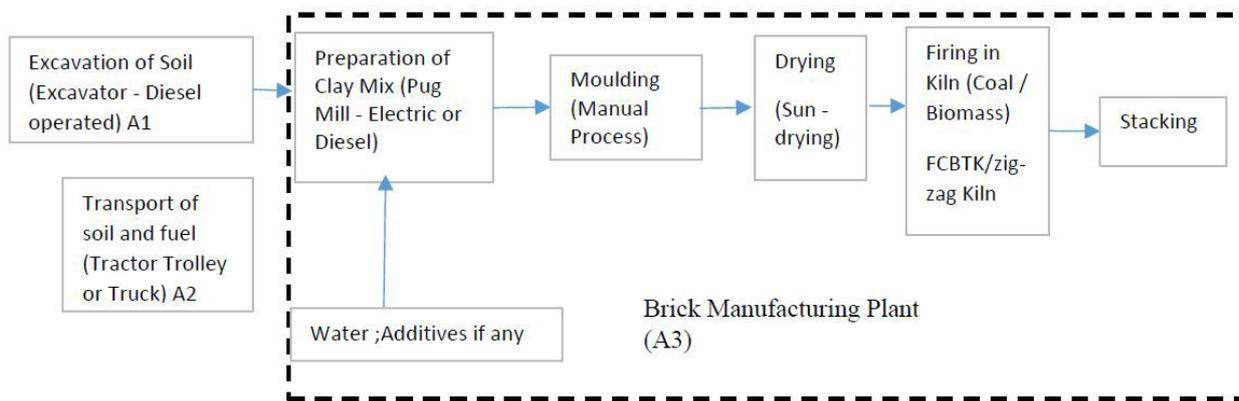 Excavation of Soil
(Excavator - Diesel
operated) A1
Transport of
soil and fuel
(Tractor Trolley
or Truck) A2
Preparation of
Clay Mix (Pug
Mill - Electric or
Diesel)
Water ;Additives if any
Moulding
(Manual
Process)
Drying
(Sun -
drying)
Firing in
Kiln (Coal /
Biomass)
FCBTK/zig-
zag Kiln
Stacking
Brick Manufacturing Plant
(A3)